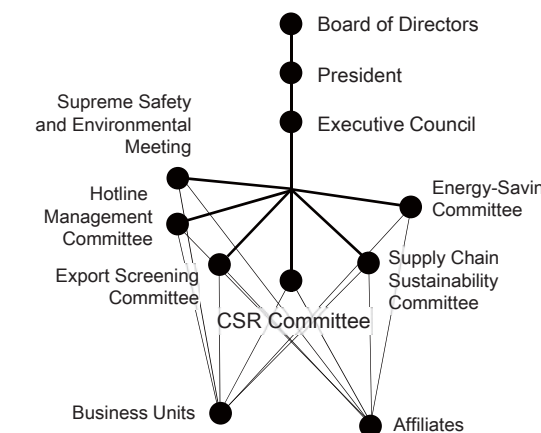 Board of Directors
President
Executive Council
Supreme Safety
and Environmental
Meeting
Hotline
Management
Committee
Export Screening
Committee
CSR Committee
Supply Chain
Sustainability
Committee
Committee
Business Units
Affiliates